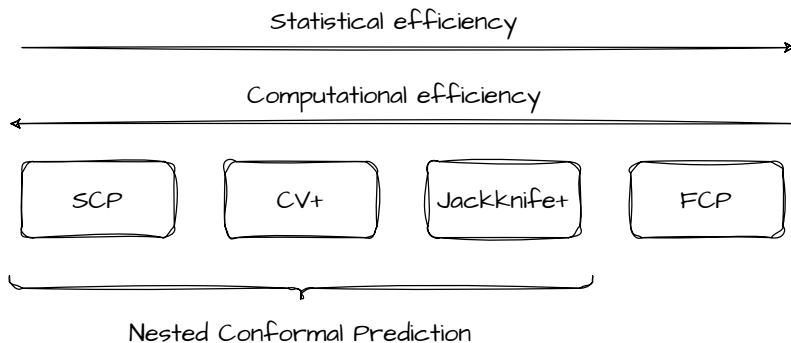 Statistical efficiency
Computational efficiency
SCP
CV+
Jackknife+
FCP
Nested Conformal Prediction